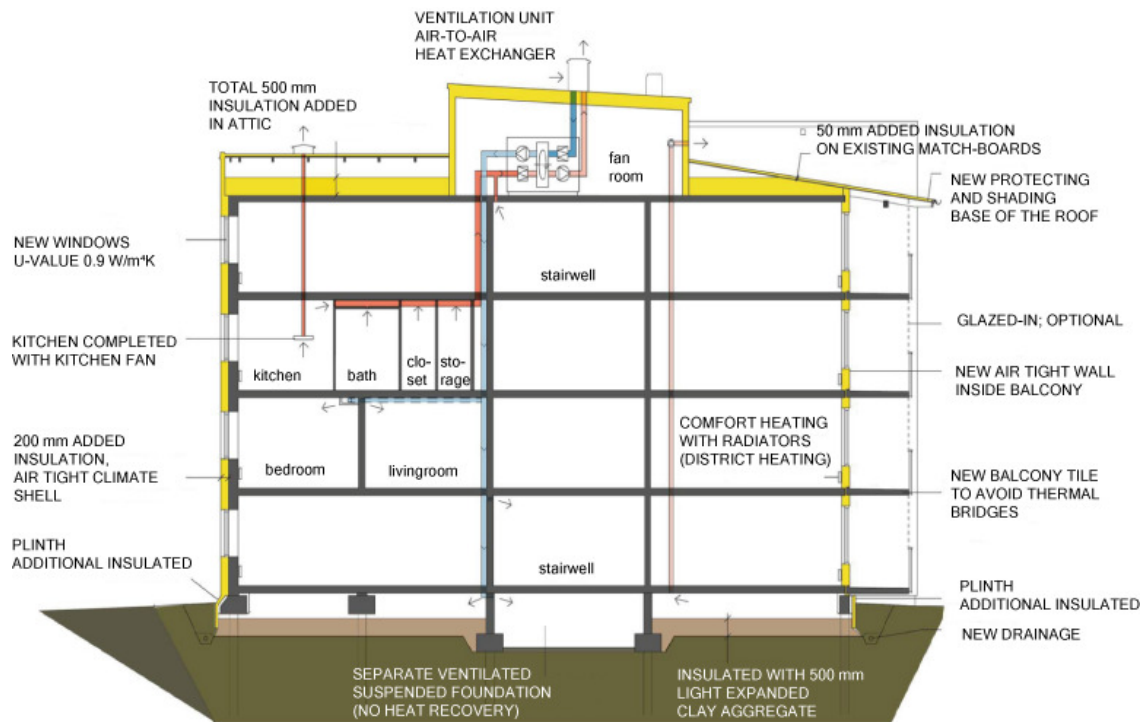 VENTILATION UNIT
AIR-TO-AIR
HEAT EXCHANGER
TOTAL 500 mm
INSULATION ADDED
IN ATTIC
50 mm ADDED INSULATION
ON EXISTING MATCH-BOARDS
fan
room
NEW PROTECTING
AND SHADING
BASE OF THE ROOF
NEW WINDOWS
U-VALUE 0.9 W/m⁴K
stairwell
GLAZED-IN; OPTIONAL
KITCHEN COMPLETED
WITH KITCHEN FAN
kitchen
bath
clo-
set
sto-
rage
NEW AIR TIGHT WALL
INSIDE BALCONY
COMFORT HEATING
WITH RADIATORS
(DISTRICT HEATING)
200 mm ADDED
INSULATION,
AIR TIGHT CLIMATE
SHELL
bedroom
livingroom
NEW BALCONY TILE
TO AVOID THERMAL
BRIDGES
PLINTH
ADDITIONAL INSULATED
stairwell
PLINTH
ADDITIONAL INSULATED
NEW DRAINAGE
SEPARATE VENTILATED
SUSPENDED FOUNDATION
(NO HEAT RECOVERY)
INSULATED WITH 500 mm
LIGHT EXPANDED
CLAY AGGREGATE